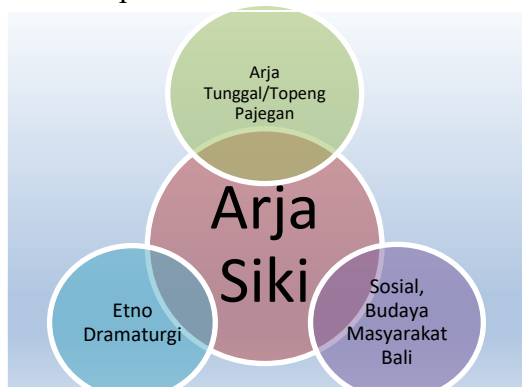 Arja
Tunggal/Topeng
Pajegan
Arja
Siki
Etno
Dramaturgi
Sosial,
Budaya
Masyarakat
Bali